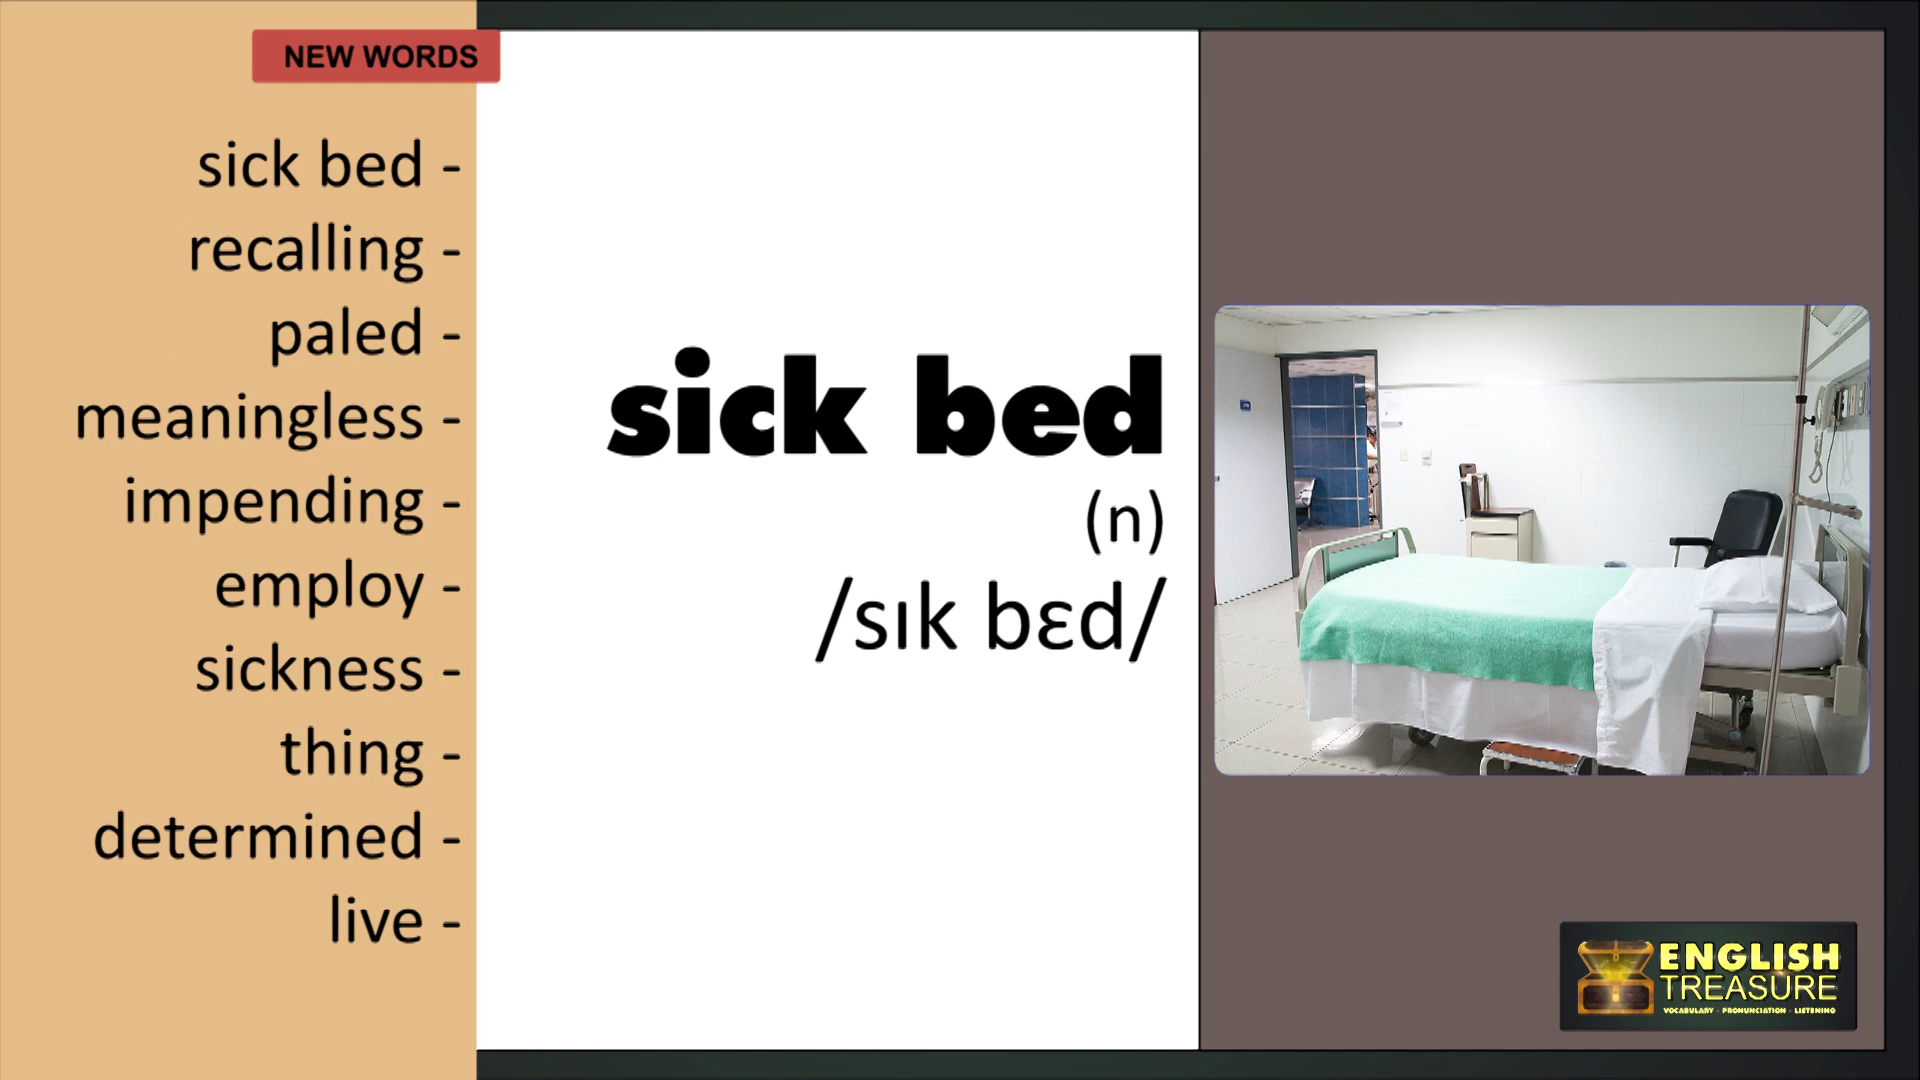 NEW WORDS
sick bed -
recalling -
paled -
meaningless -
impending -
employ -
sickness -
thing -
determined -
live -
sick bed
(n)
/sɪk bɛd/
ENGLISH
TREASURE
VOCABULARY - PRONUNCIATION - LISTENING